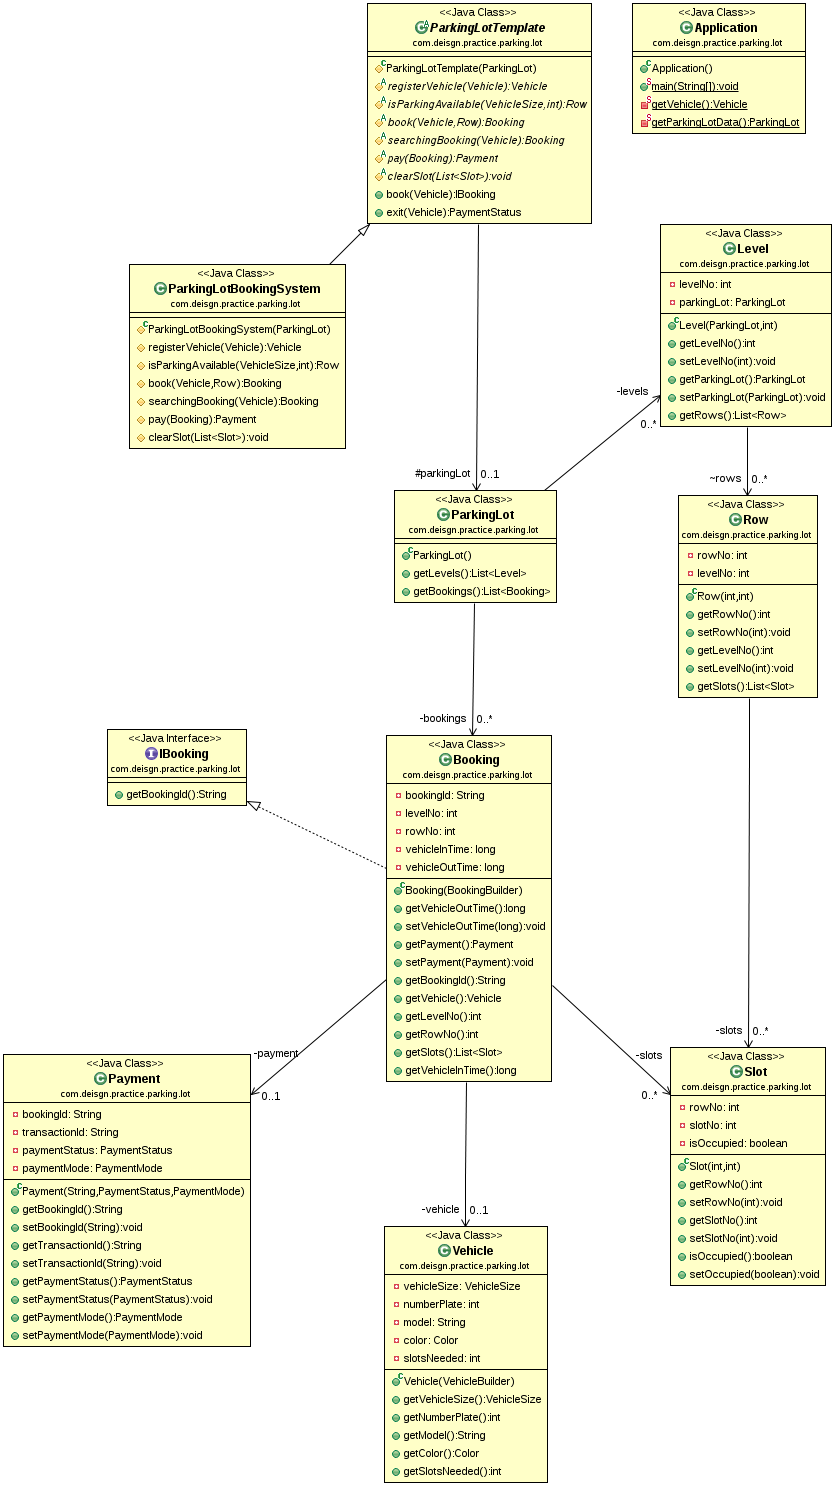 <<Java Class>>
ParkingLotTemplate
com.deisgn.practice.parking.lot
ParkingLotTemplate(ParkingLot)
registerVehicle(Vehicle):Vehicle
isParkingAvailable(VehicleSize,int):Row
book(Vehicle,Row):Booking
searchingBooking(Vehicle):Booking
pay(Booking):Payment
clearSlot(List<Slot>):void
book(Vehicle):IBooking
exit(Vehicle):PaymentStatus
<<Java Class>>
Application
com.deisgn.practice.parking.lot
Application()
main(String[]):void
getVehicle():Vehicle
getParkingLotData():ParkingLot
<<Java Class>>
ParkingLotBookingSystem
com.deisgn.practice.parking.lot
ParkingLotBookingSystem(ParkingLot)
registerVehicle(Vehicle):Vehicle
isParkingAvailable(VehicleSize,int):Row
book(Vehicle,Row):Booking
searchingBooking(Vehicle):Booking
pay(Booking):Payment
clearSlot(List<Slot>):void
<<Java Class>>
Level
com.deisgn.practice.parking.lot
levelNo: int
parkingLot: ParkingLot
Level(ParkingLot,int)
getLevelNo():int
setLevelNo(int):void
getParkingLot():ParkingLot
setParkingLot(ParkingLot):void
getRows():List<Row>
-levels
0..*
#parkingLot
0..1
~rows
0..*
<<Java Class>>
ParkingLot
com.deisgn.practice.parking.lot
ParkingLot()
getLevels():List<Level>
getBookings():List<Booking>
<<Java Class>>
Row
com.deisgn.practice.parking.lot
rowNo: int
levelNo: int
Row(int,int)
getRowNo():int
setRowNo(int):void
getLevelNo():int
setLevelNo(int):void
getSlots():List<Slot>
-bookings
0..*
<<Java Interface>>
IBooking
com.deisgn.practice.parking.lot
getBookingId():String
<<Java Class>>
Booking
com.deisgn.practice.parking.lot
bookingId: String
levelNo: int
rowNo: int
vehicleInTime: long
vehicleOutTime: long
Booking(BookingBuilder)
getVehicleOutTime():long
setVehicleOutTime(long):void
getPayment():Payment
setPayment(Payment):void
getBookingId():String
getVehicle():Vehicle
getLevelNo():int
getRowNo():int
getSlots():List<Slot>
getVehicleInTime():long
-payment
0..1
-slots
0..*
-slots
0..*
<<Java Class>>
Payment
com.deisgn.practice.parking.lot
bookingId: String
transactionId: String
paymentStatus: PaymentStatus
paymentMode: PaymentMode
Payment(String,PaymentStatus,PaymentMode)
getBookingId():String
setBookingId(String):void
getTransactionId():String
setTransactionId(String):void
getPaymentStatus():PaymentStatus
setPaymentStatus(PaymentStatus):void
getPaymentMode():PaymentMode
setPaymentMode(PaymentMode):void
<<Java Class>>
Slot
com.deisgn.practice.parking.lot
rowNo: int
slotNo: int
isOccupied: boolean
Slot(int,int)
getRowNo():int
setRowNo(int):void
getSlotNo():int
setSlotNo(int):void
isOccupied():boolean
setOccupied(boolean):void
-vehicle
0..1
<<Java Class>>
Vehicle
com.deisgn.practice.parking.lot
vehicleSize: VehicleSize
numberPlate: int
model: String
color: Color
slotsNeeded: int
Vehicle(VehicleBuilder)
getVehicleSize():VehicleSize
getNumberPlate():int
getModel():String
getColor():Color
getSlotsNeeded():int